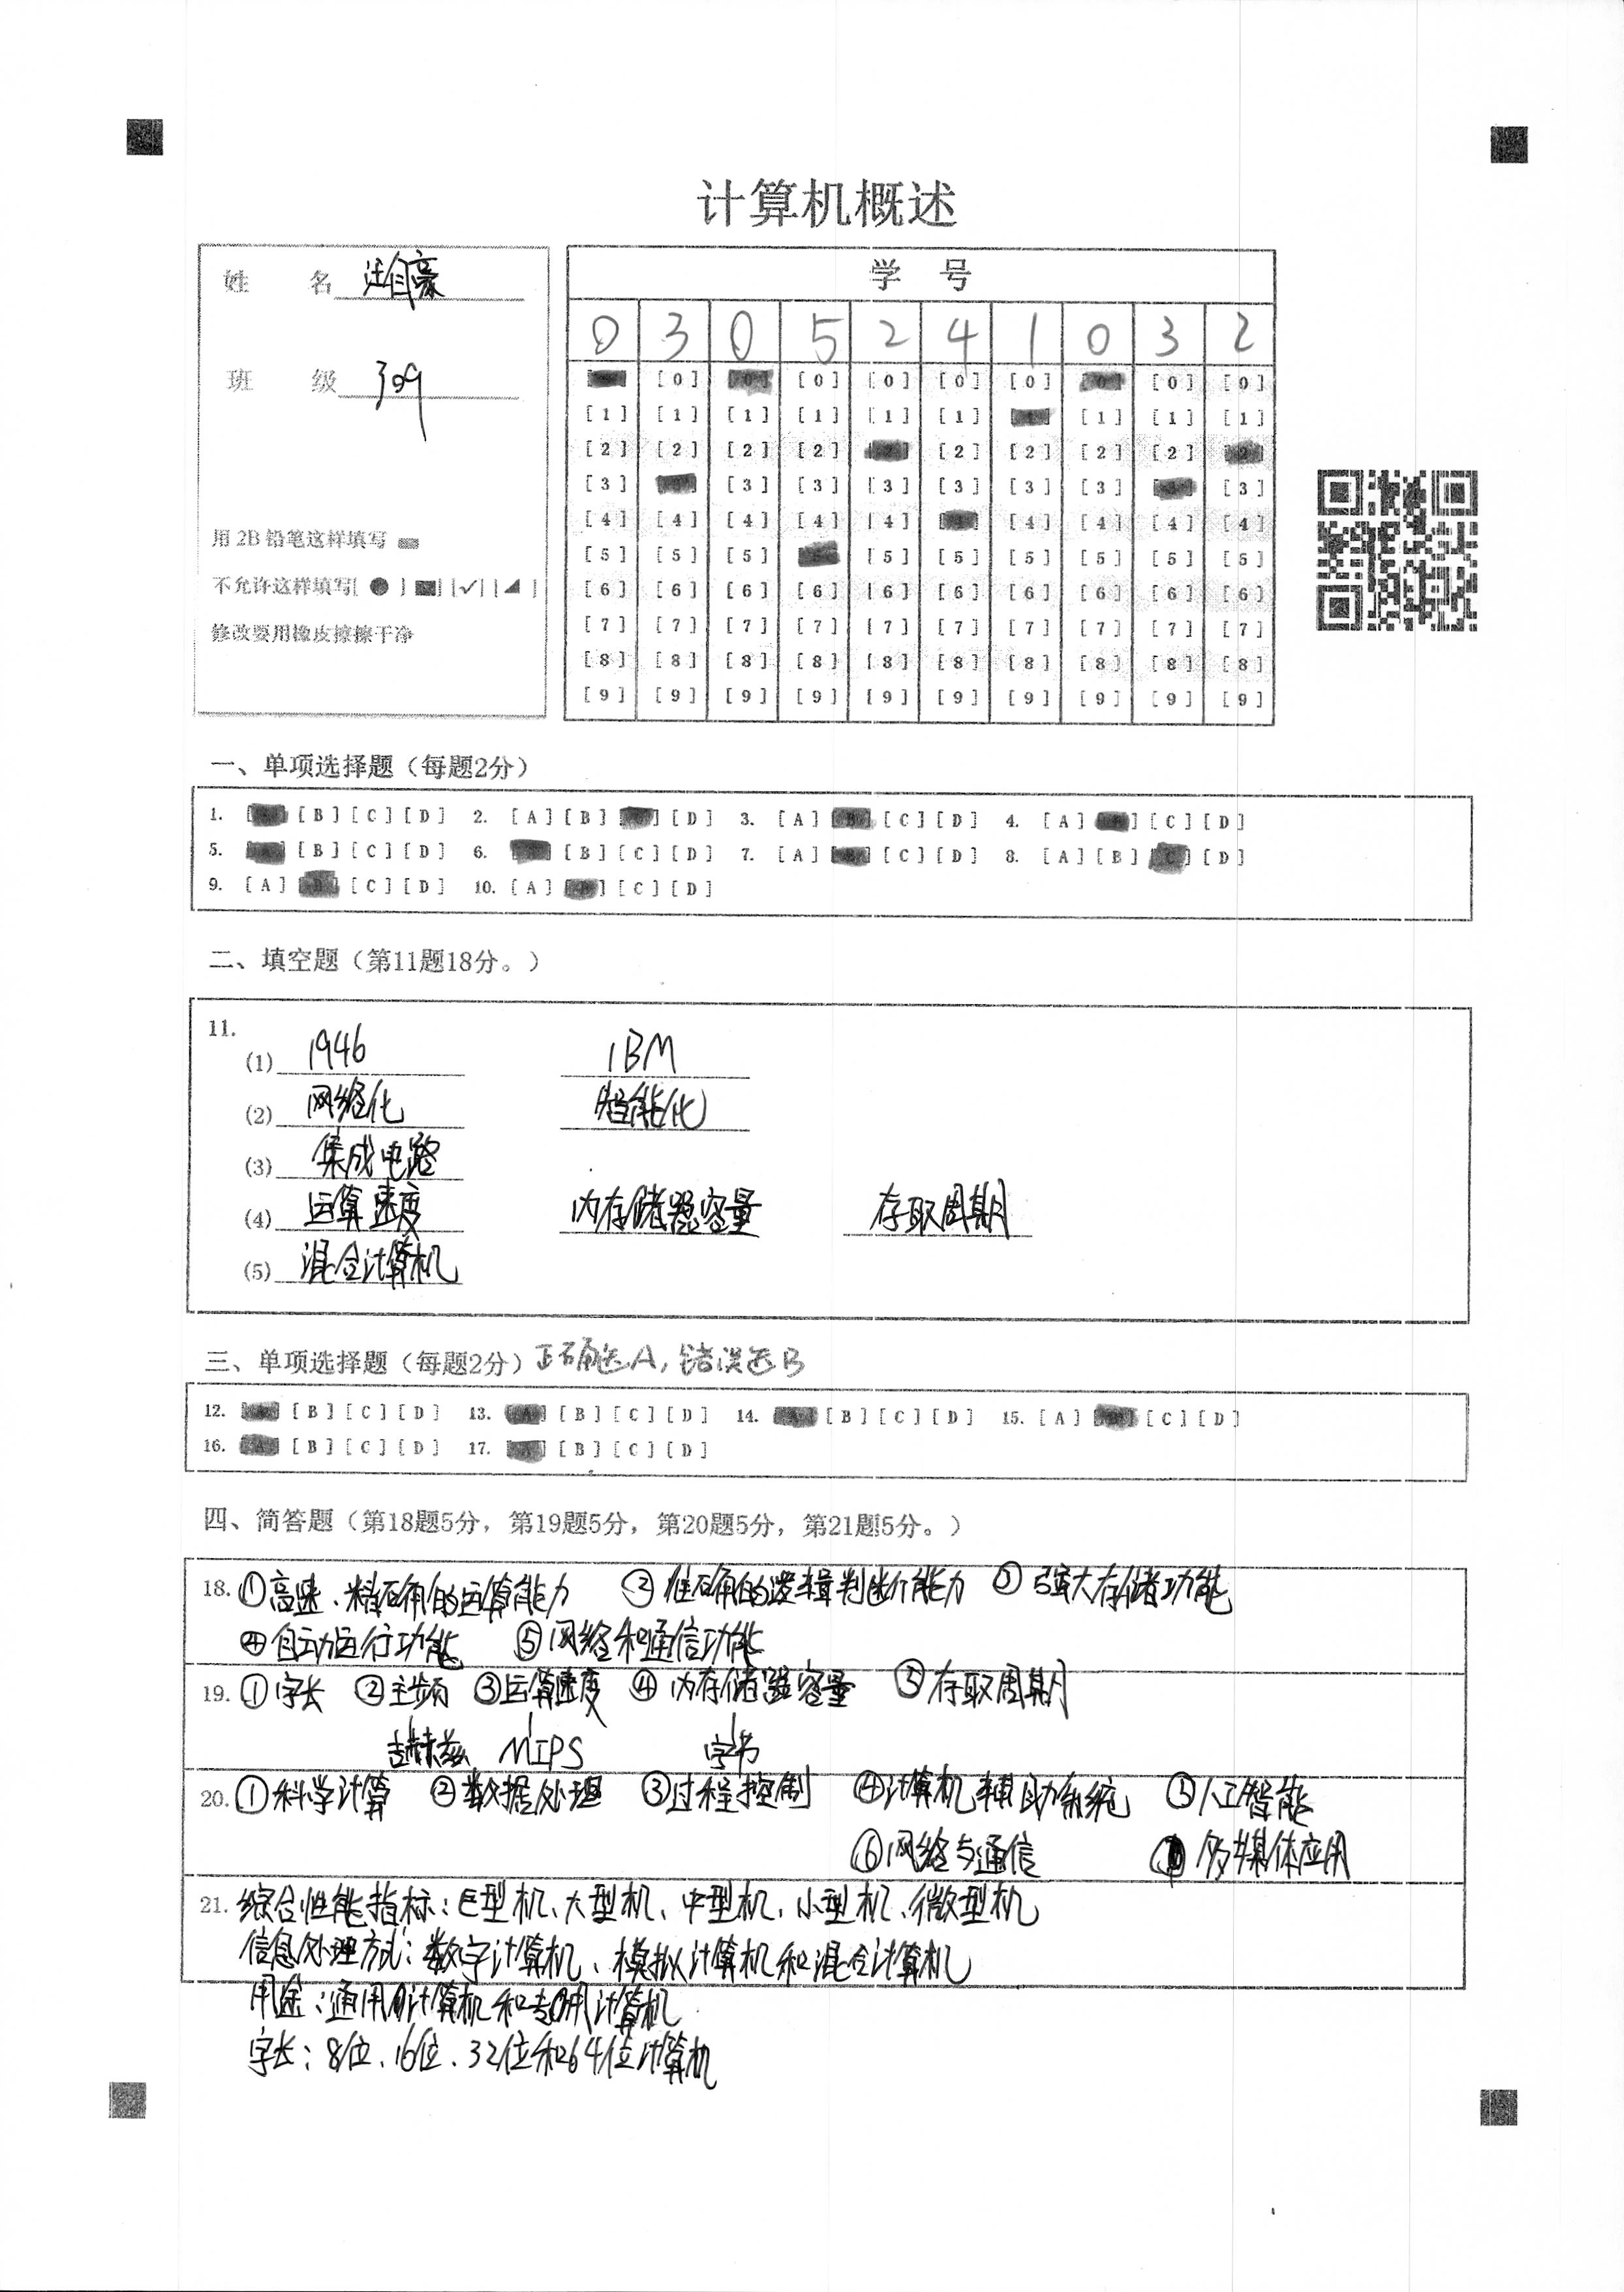 计算机概述
姓 名 汪自豪
班 级 309
用 2B 铅笔这样填写
不允许这样填写[ ● ] [■] [✓] [◢]
修改要用橡皮擦擦干净
学 号
0 3 0 5 2 4 1 0 3 2
[0] [0] [0] [0] [0] [0] [0]
[1] [1] [1] [1] [1] [1] [1] [1] [1]
[2] [2] [2] [2] [2] [2] [2] [2] [2] [2]
[3] [3] [3] [3] [3] [3] [3] [3]
[4] [4] [4] [4] [4] [4] [4] [4] [4] [4]
[5] [5] [5] [5] [5] [5] [5] [5] [5]
[6] [6] [6] [6] [6] [6] [6] [6] [6] [6]
[7] [7] [7] [7] [7] [7] [7] [7] [7] [7]
[8] [8] [8] [8] [8] [8] [8] [8] [8] [8]
[9] [9] [9] [9] [9] [9] [9] [9] [9] [9]
一、单项选择题（每题2分）
1. [B] [C] [D] 2. [A] [B] [D] 3. [A] [B] [C] [D] 4. [A] [C] [D]
5. [A] [B] [C] [D] 6. [B] [C] [D] 7. [A] [B] [C] [D] 8. [A] [B] [C] [D]
9. [A] [B] [C] [D] 10. [A] [B] [C] [D]
二、填空题（第11题18分。）
11.
(1) 1946 IBM
(2) 网络化 智能化
(3) 集成电路
(4) 运算速度 内存储器容量 存取周期
(5) 混合计算机
三、单项选择题（每题2分）正确选A，错误选B
12. [A] [B] [C] [D] 13. [A] [B] [C] [D] 14. [A] [B] [C] [D] 15. [A] [B] [C] [D]
16. [A] [B] [C] [D] 17. [A] [B] [C] [D]
四、简答题（第18题5分，第19题5分，第20题5分，第21题5分。）
18. ①高速、精确的运算能力 ②准确的逻辑判断能力 ③强大存储功能
④自动运行功能 ⑤网络和通信功能
19. ①字长 ②主频 ③运算速度 ④内存储器容量 ⑤存取周期
吉赫兹 MIPS 字节
20. ①科学计算 ②数据处理 ③过程控制 ④计算机辅助系统 ⑤人工智能
⑥网络与通信 多媒体应用
21. 综合性能指标：巨型机、大型机、中型机、小型机、微型机
信息处理方式：数字计算机、模拟计算机和混合计算机
用途：通用计算机和专用计算机
字长：8位、16位、32位和64位计算机